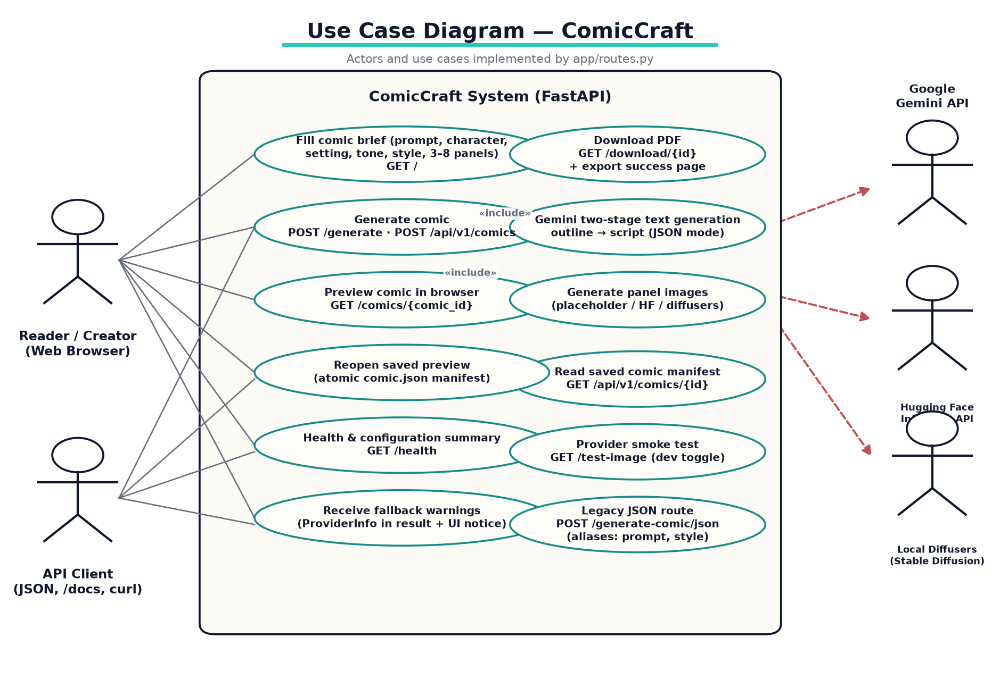 Use Case Diagram — ComicCraft
Actors and use cases implemented by app/routes.py
ComicCraft System (FastAPI)
Google
Gemini API
Fill comic brief (prompt, character,
setting, tone, style, 3–8 panels)
GET /
Download PDF
GET /download/{id}
+ export success page
«include»
Generate comic
POST /generate · POST /api/v1/comics
Gemini two-stage text generation
outline → script (JSON mode)
«include»
Preview comic in browser
GET /comics/{comic_id}
Generate panel images
(placeholder / HF / diffusers)
Reader / Creator
(Web Browser)
Reopen saved preview
(atomic comic.json manifest)
Read saved comic manifest
GET /api/v1/comics/{id}
Hugging Face
API
Health & configuration summary
GET /health
Provider smoke test
GET /test-image (dev toggle)
Receive fallback warnings
(ProviderInfo in result + UI notice)
Legacy JSON route
POST /generate-comic/json
(aliases: prompt, style)
Local Diffusers
(Stable Diffusion)
API Client
(JSON, /docs, curl)